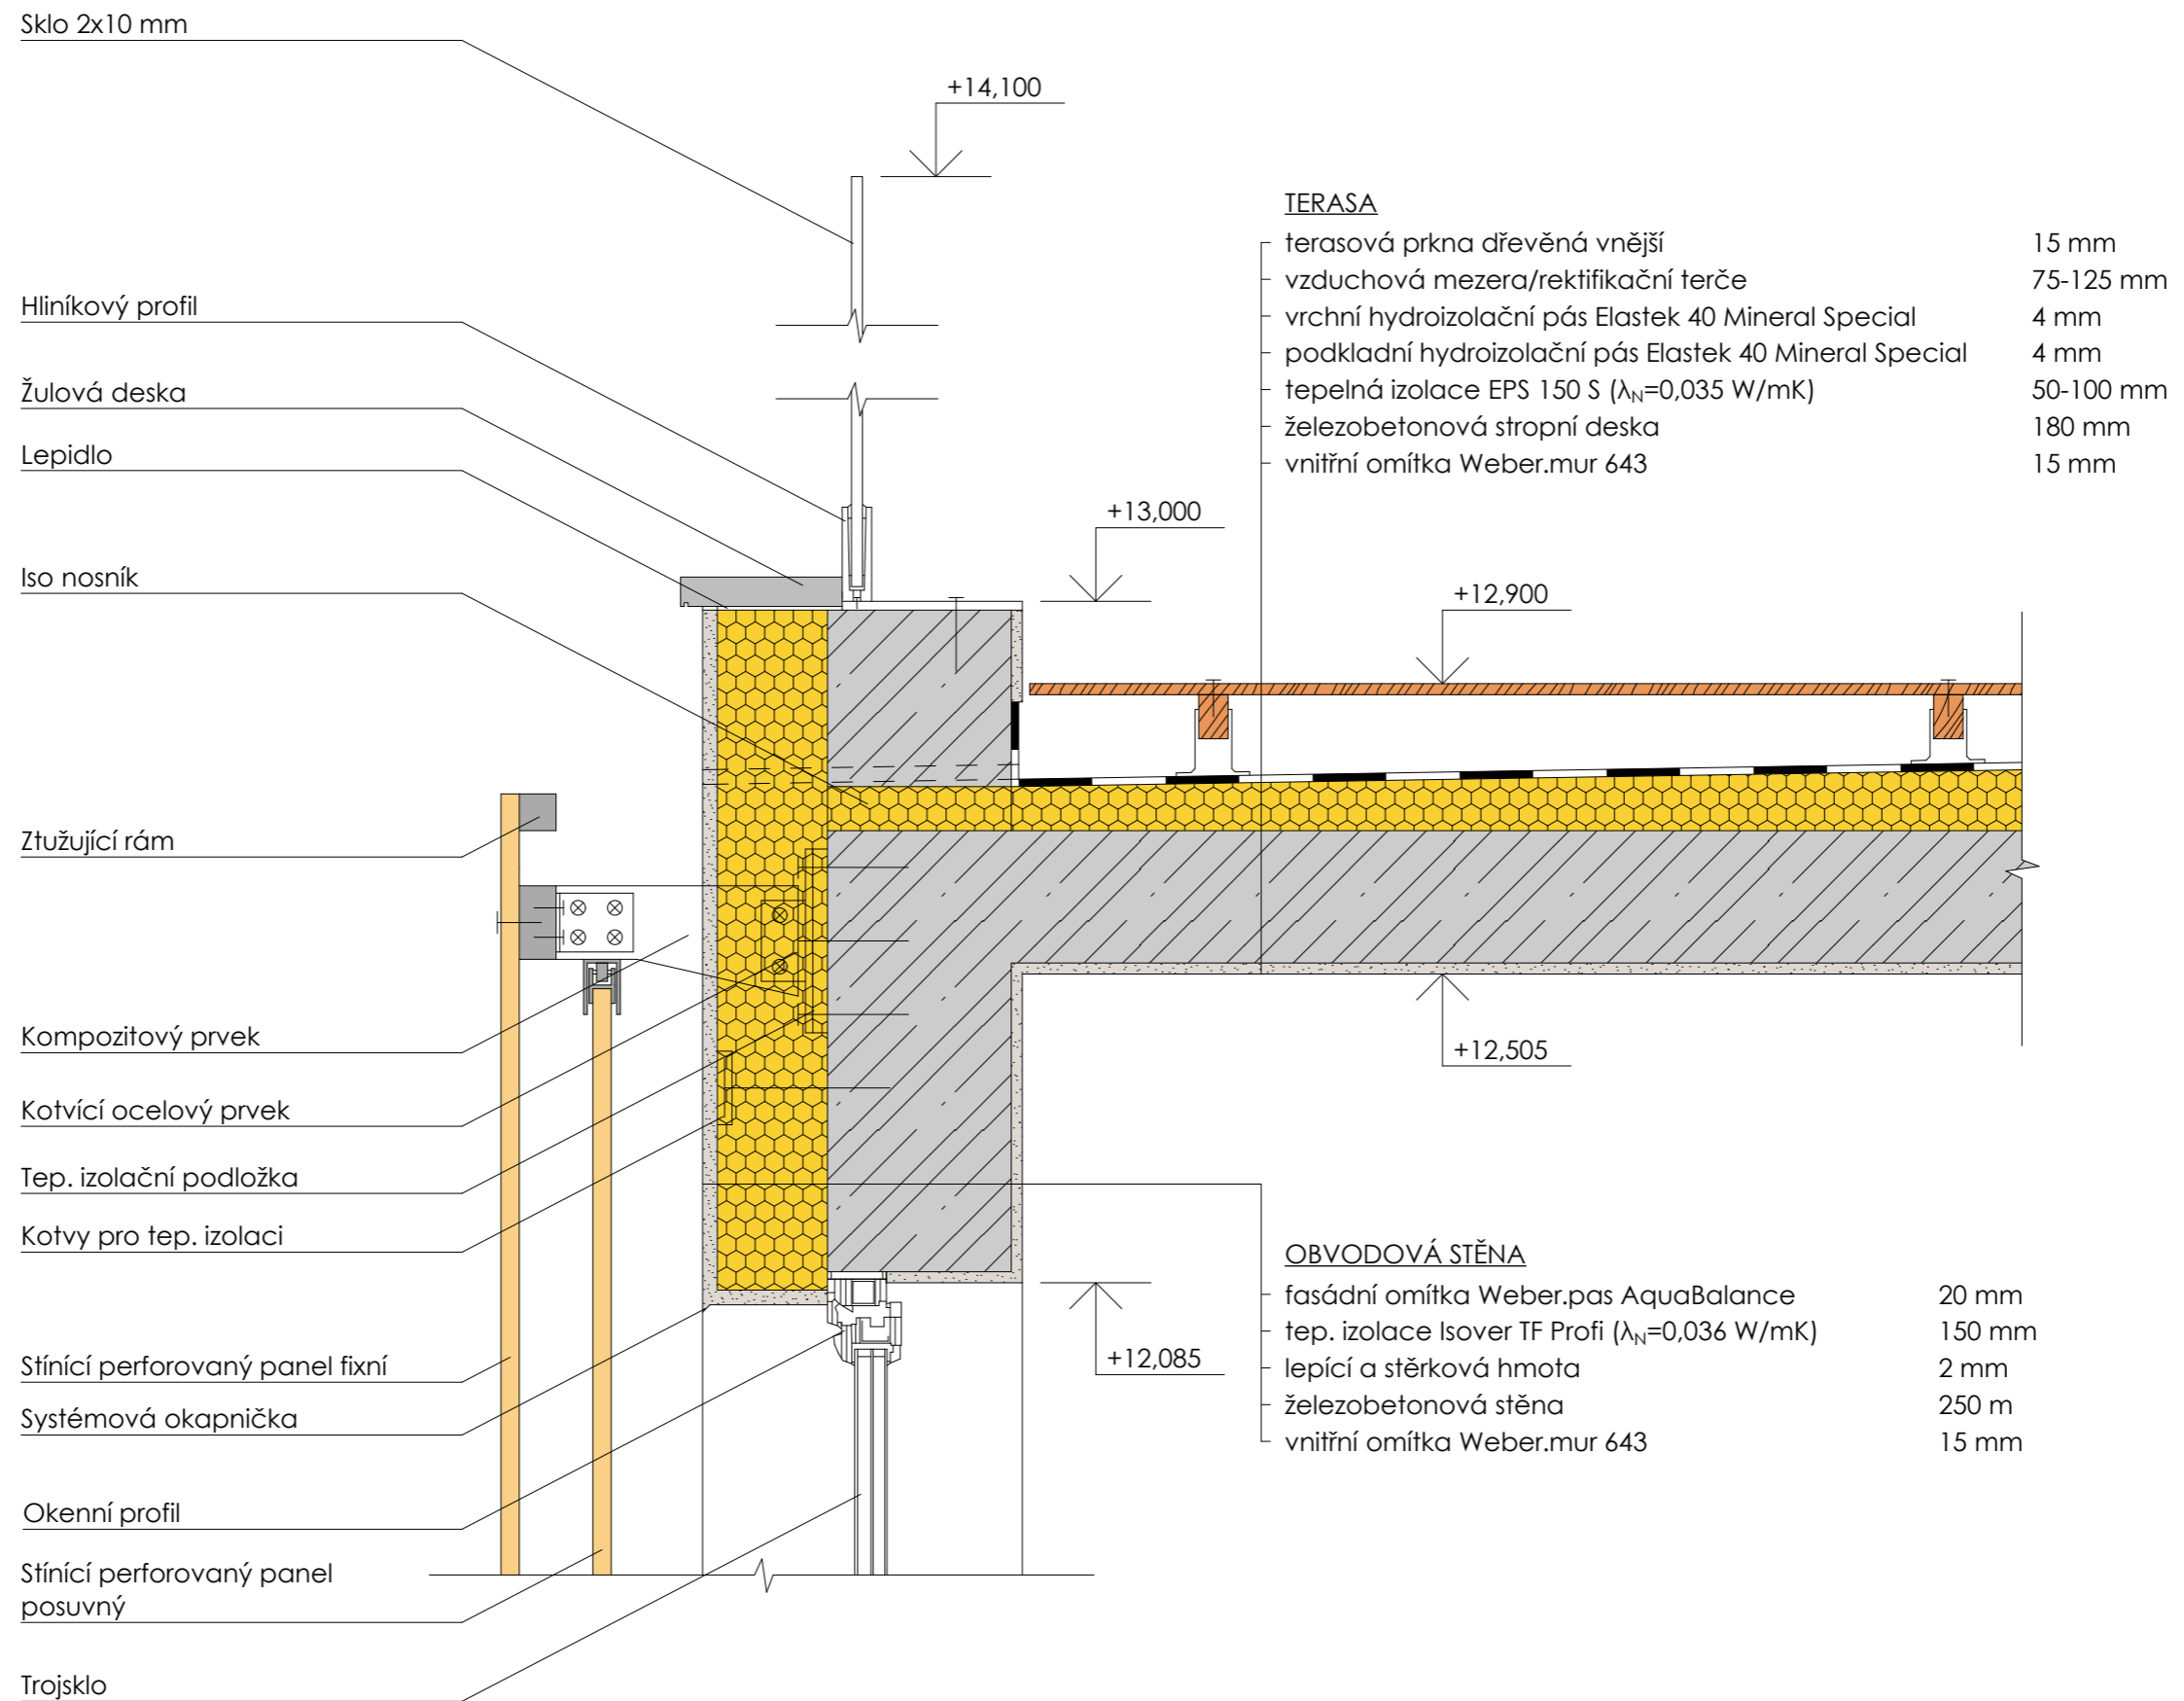 Sklo 2x10 mm
+14,100
TERASA
terasová prkna dřevěná vnější 15 mm
vzduchová mezera/rektifikační terče 75-125 mm
vrchní hydroizolační pás Elastek 40 Mineral Special 4 mm
podkladní hydroizolační pás Elastek 40 Mineral Special 4 mm
tepelná izolace EPS 150 S (λN=0,035 W/mK) 50-100 mm
železobetonová stropní deska 180 mm
vnitřní omítka Weber.mur 643 15 mm
Hliníkový profil
Žulová deska
Lepidlo
+13,000
Iso nosník
+12,900
Ztužující rám
Kompozitový prvek
+12,505
Kotvící ocelový prvek
Tep. izolační podložka
Kotvy pro tep. izolaci
OBVODOVÁ STĚNA
fasádní omítka Weber.pas AquaBalance 20 mm
tep. izolace Isover TF Profi (λN=0,036 W/mK) 150 mm
lepící a stěrková hmota 2 mm
železobetonová stěna 250 m
vnitřní omítka Weber.mur 643 15 mm
+12,085
Stínící perforovaný panel fixní
Systémová okapnička
Okenní profil
Stínící perforovaný panel
posuvný
Trojsklo